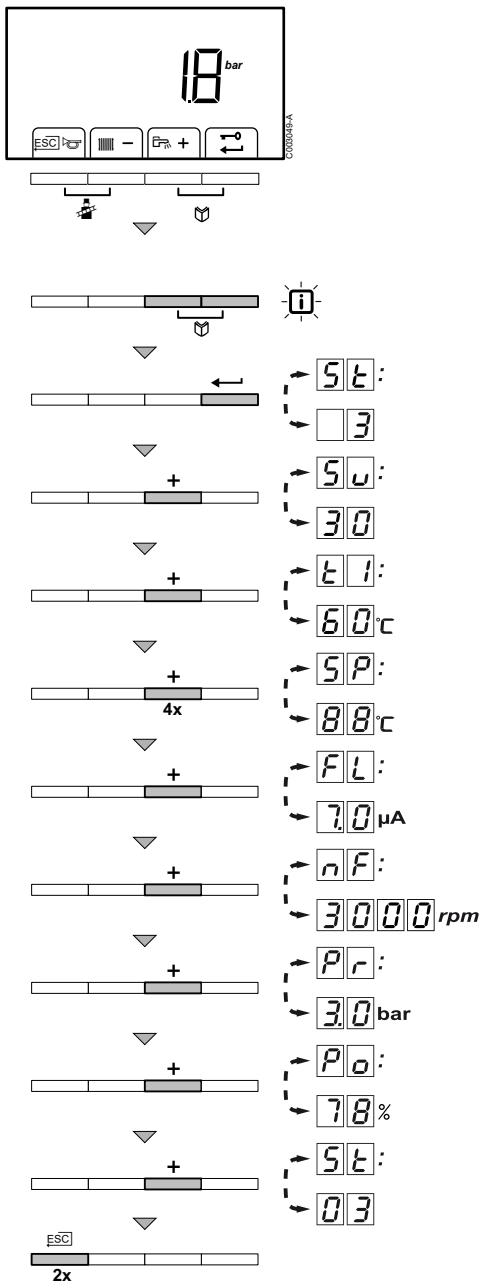 1.8 bar
ESC − + 
C003049-A
i
St:
3
+
Su:
30
+
t1:
60°C
+
SP:
4x
88°C
+
FL:
7.0 µA
+
nF:
3000 rpm
+
Pr:
3.0 bar
+
Po:
78%
+
St:
03
ESC
2x